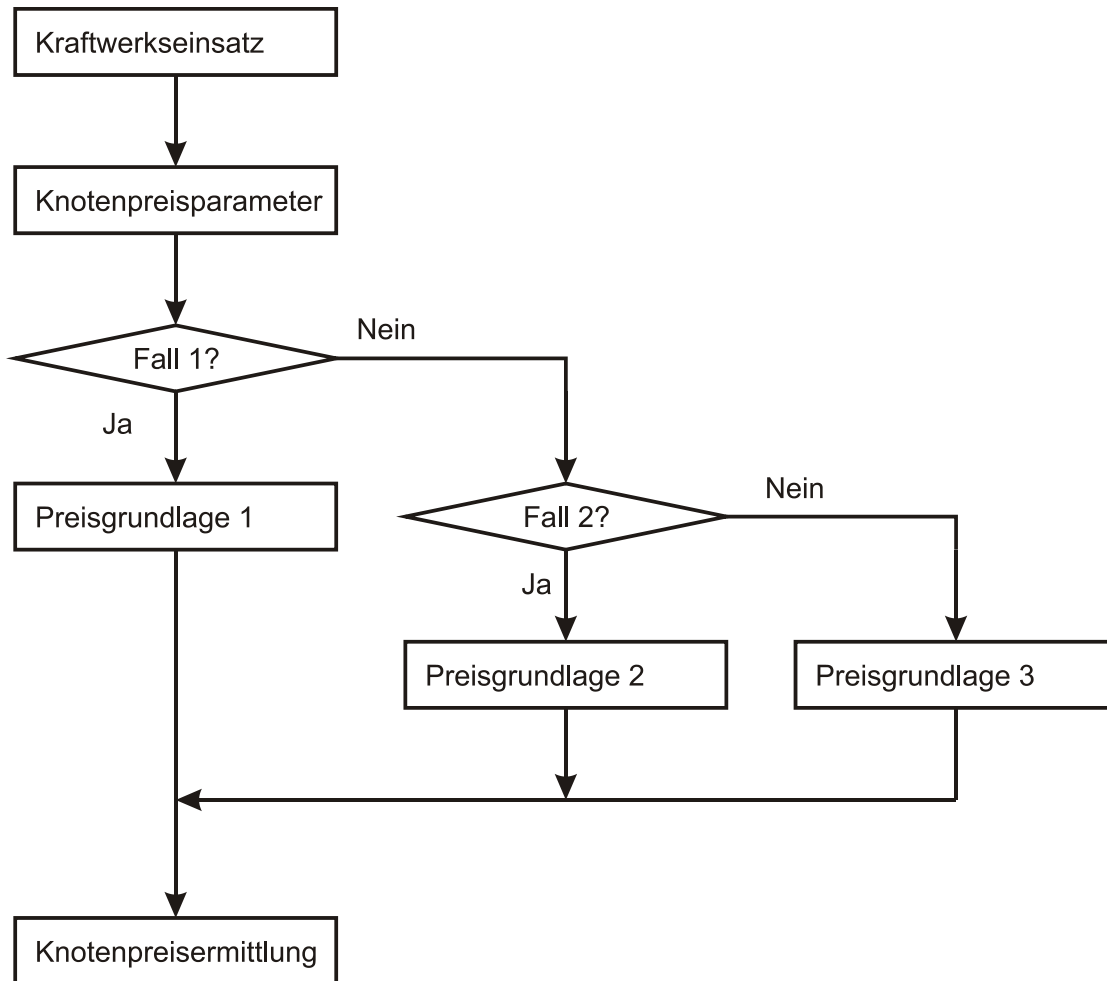 Kraftwerkseinsatz
Knotenpreisparameter
Fall 1?
Nein
Ja
Preisgrundlage 1
Fall 2?
Nein
Ja
Preisgrundlage 2
Preisgrundlage 3
Knotenpreisermittlung